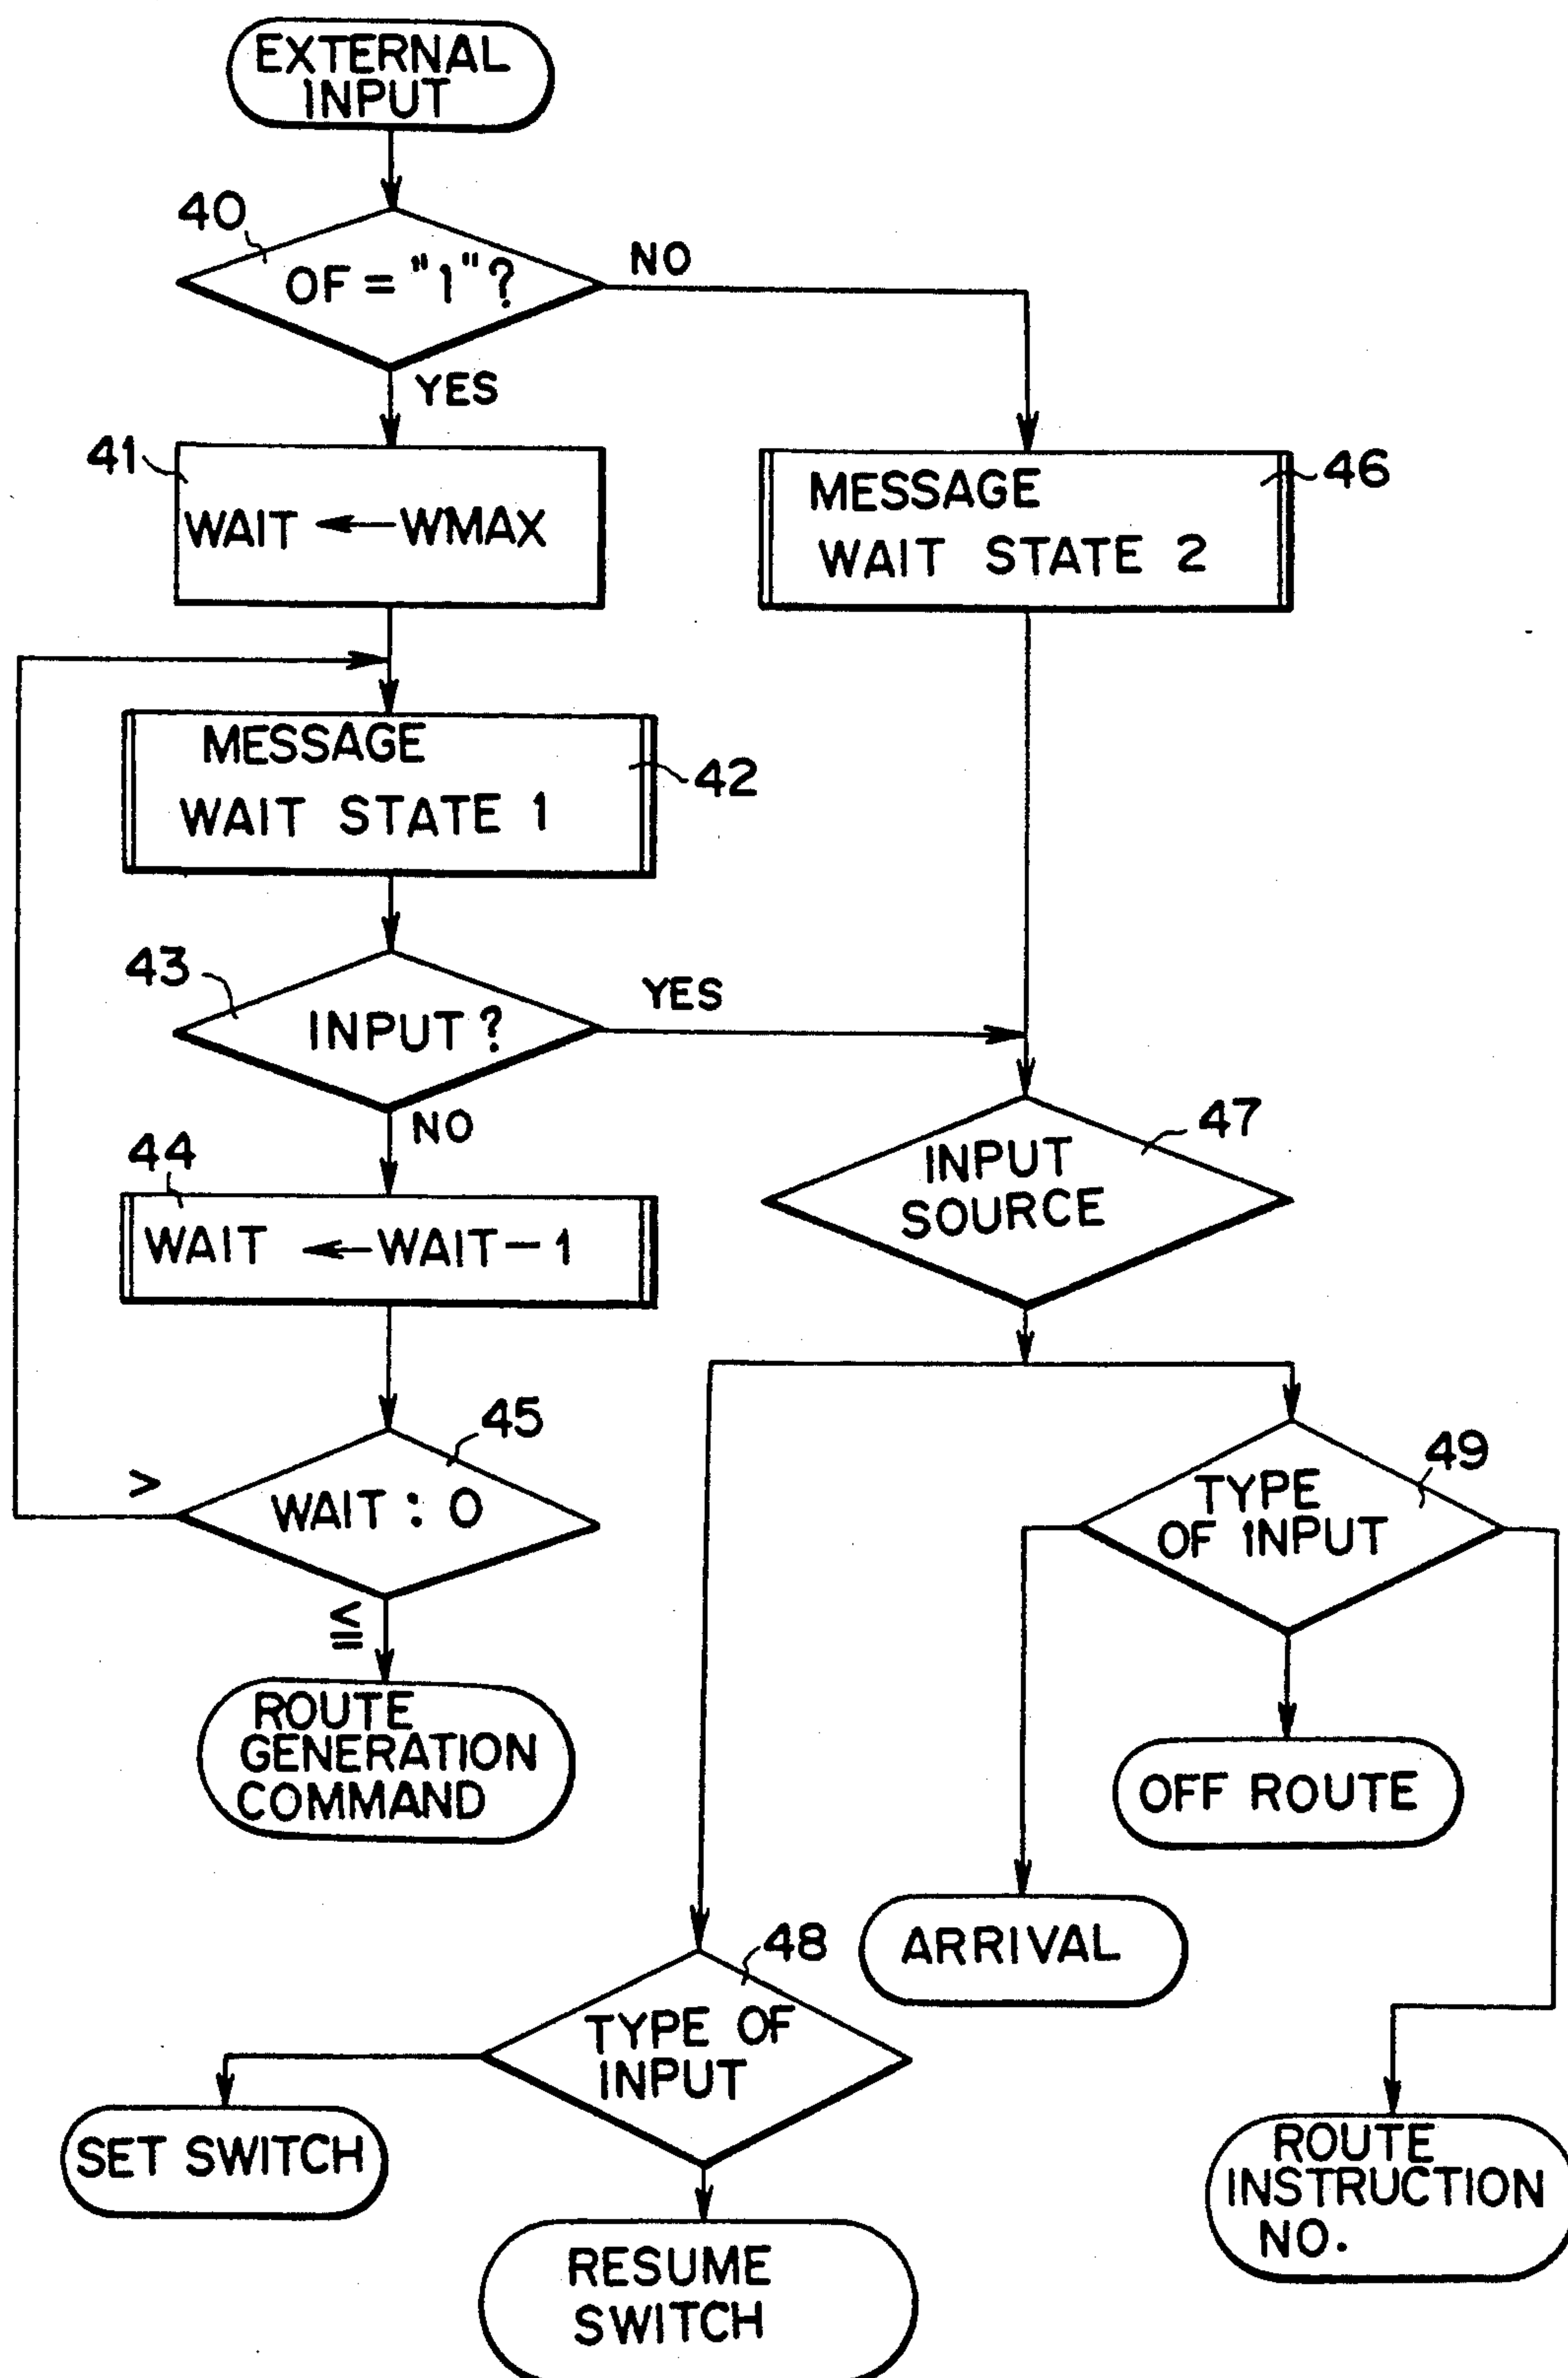 EXTERNAL
INPUT
40
OF = "1"?
NO
YES
41
WAIT ← WMAX
46
MESSAGE
WAIT STATE 2
MESSAGE
WAIT STATE 1
42
43
INPUT?
YES
NO
47
INPUT
SOURCE
44
WAIT ← WAIT-1
45
WAIT : 0
>
≦
ROUTE
GENERATION
COMMAND
49
TYPE
OF INPUT
OFF ROUTE
ARRIVAL
48
TYPE OF
INPUT
SET SWITCH
RESUME
SWITCH
ROUTE
INSTRUCTION
NO.